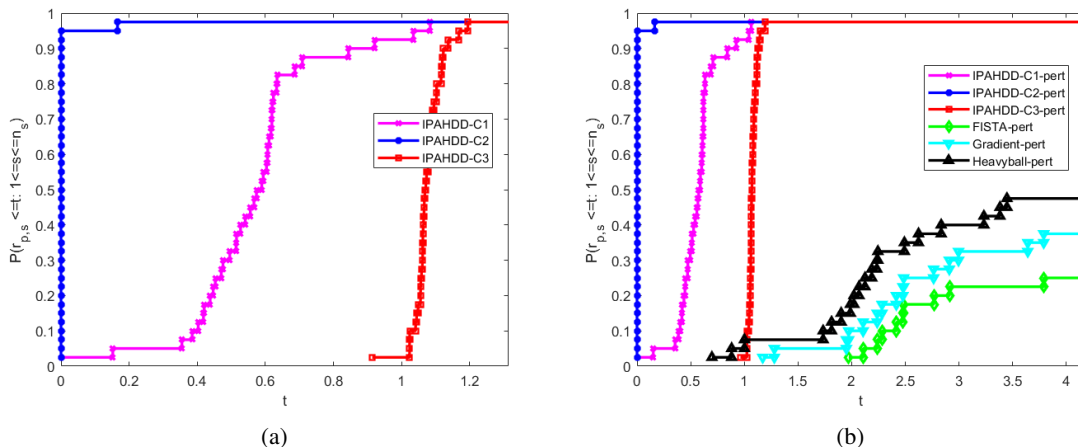 1
0.9
0.8
0.7
0.6
0.5
0.4
0.3
0.2
0.1
0
P(r_{p,s} <=t: 1<=s<=n_s)
0 0.2 0.4 0.6 0.8 1 1.2
t
IPAHDD-C1
IPAHDD-C2
IPAHDD-C3
(a)
1
0.9
0.8
0.7
0.6
0.5
0.4
0.3
0.2
0.1
0
P(r_{p,s} <=t: 1<=s<=n_s)
0 0.5 1 1.5 2 2.5 3 3.5 4
t
IPAHDD-C1-pert
IPAHDD-C2-pert
IPAHDD-C3-pert
FISTA-pert
Gradient-pert
Heavyball-pert
(b)